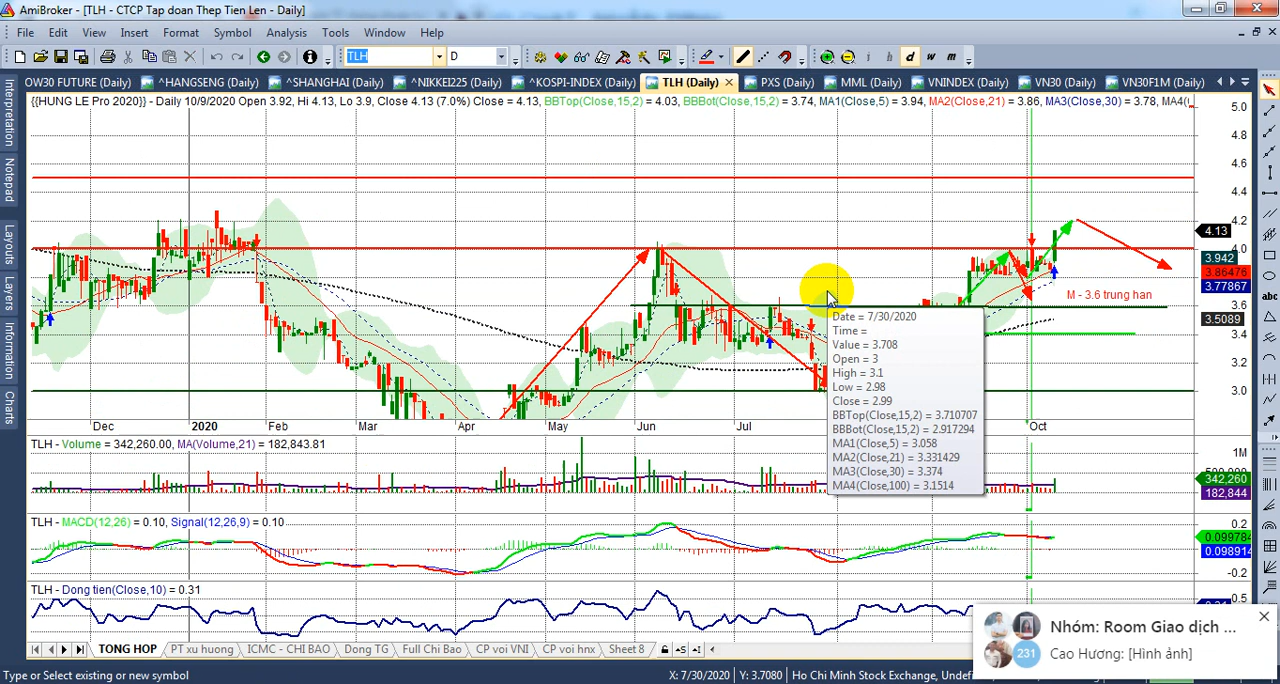 AmiBroker - [TLH - CTCP Tap doan Thep Tien Len - Daily]
File Edit View Insert Format Symbol Analysis Tools Window Help
TLH D
i h d w m
OW30 FUTURE (Daily) ^HANGSENG (Daily) ^SHANGHAI (Daily) ^NIKKEI225 (Daily) ^KOSPI-INDEX (Daily) TLH (Daily) PXS (Daily) MML (Daily) VNINDEX (Daily) VN30 (Daily) VN30F1M (Daily)
{{HUNG LE Pro 2020}} - Daily 10/9/2020 Open 3.92, Hi 4.13, Lo 3.9, Close 4.13 (7.0%) Close = 4.13, BBTop(Close,15,2) = 4.03, BBBot(Close,15,2) = 3.74, MA1(Close,5) = 3.94, MA2(Close,21) = 3.86, MA3(Close,30) = 3.78, MA4(
Interpretation
Notepad
Layouts
Layers
Information
Charts
5.0
4.8
4.6
4.4
4.2
4.13
4.0
3.942
3.86476
3.77867
3.6
3.5089
3.4
3.2
3.0
M - 3.6 trung han
Date = 7/30/2020
Time =
Value = 3.708
Open = 3
High = 3.1
Low = 2.98
Close = 2.99
BBTop(Close,15,2) = 3.710707
BBBot(Close,15,2) = 2.917294
MA1(Close,5) = 3.058
MA2(Close,21) = 3.331429
MA3(Close,30) = 3.374
MA4(Close,100) = 3.1514
Dec 2020 Feb Mar Apr May Jun Jul Oct
TLH - Volume = 342,260.00, MA(Volume,21) = 182,843.81
1M
342,260
182,844
TLH - MACD(12,26) = 0.10, Signal(12,26,9) = 0.10
0.2
0.099784
0.098914
-0.2
TLH - Dong tien(Close,10) = 0.31
0.5
TONG HOP PT xu huong ICMC - CHI BAO Dong TG Full Chi Bao CP voi VNI CP voi hnx Sheet 8
abc
Nhóm: Room Giao dịch ...
231
Cao Hương: [Hình ảnh]
Type or Select existing or new symbol
X: 7/30/2020 Y: 3.7080 Ho Chi Minh Stock Exchange, Undef